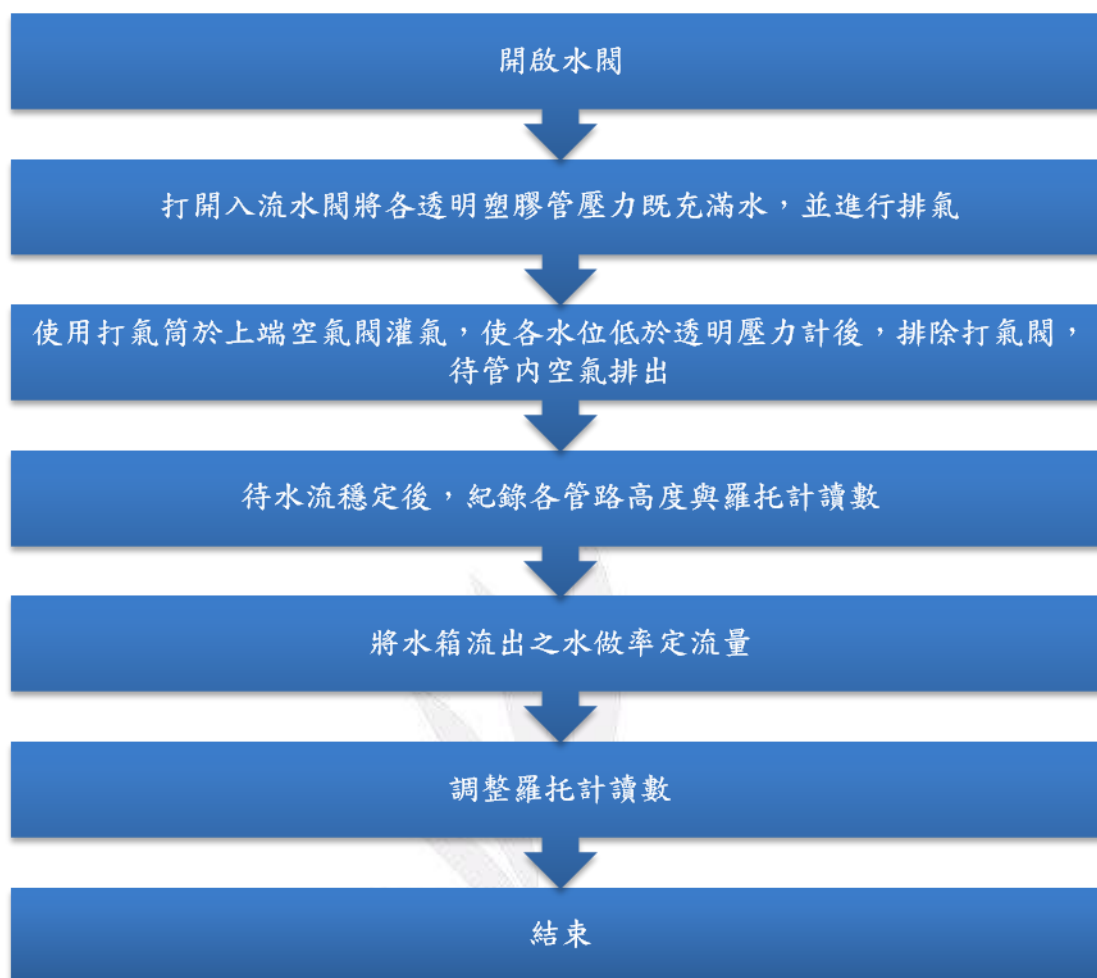 開啟水閥
打開入流水閥將各透明塑膠管壓力既充滿水，並進行排氣
使用打氣筒於上端空氣閥灌氣，使各水位低於透明壓力計後，排除打氣閥，
待管內空氣排出
待水流穩定後，紀錄各管路高度與羅托計讀數
將水箱流出之水做率定流量
調整羅托計讀數
結束